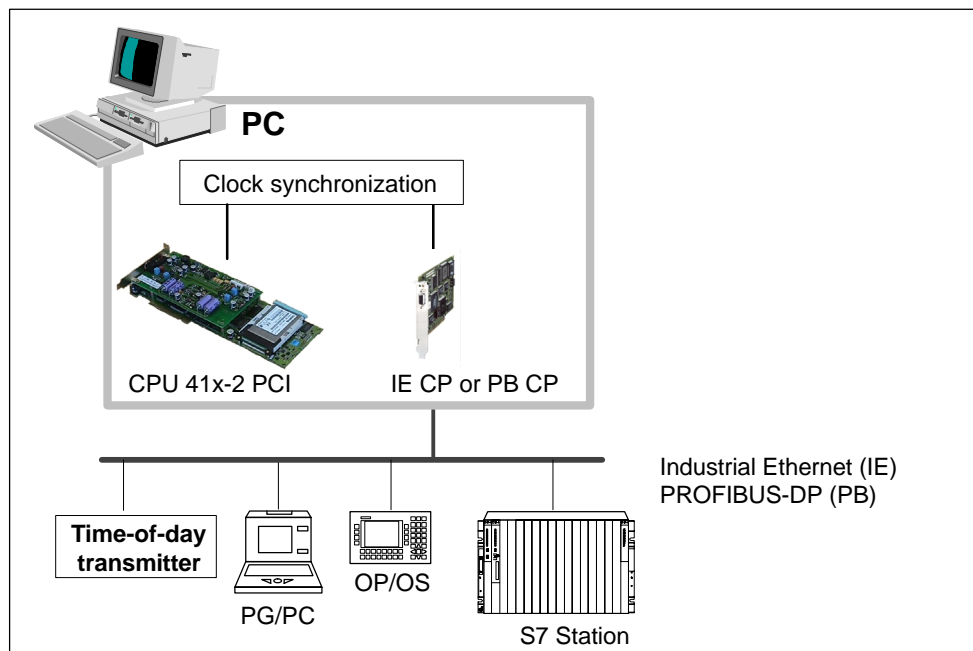 PC
Clock synchronization
CPU 41x-2 PCI
IE CP or PB CP
Industrial Ethernet (IE)
PROFIBUS-DP (PB)
Time-of-day
transmitter
PG/PC
OP/OS
S7 Station